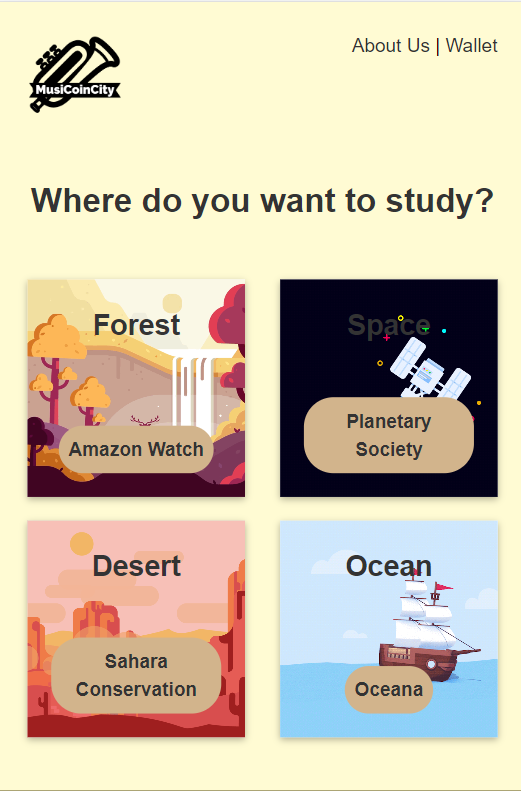 MusiCoinCity
About Us | Wallet
Where do you want to study?
Forest
Amazon Watch
Space
Planetary
Society
Desert
Sahara
Conservation
Ocean
Oceana